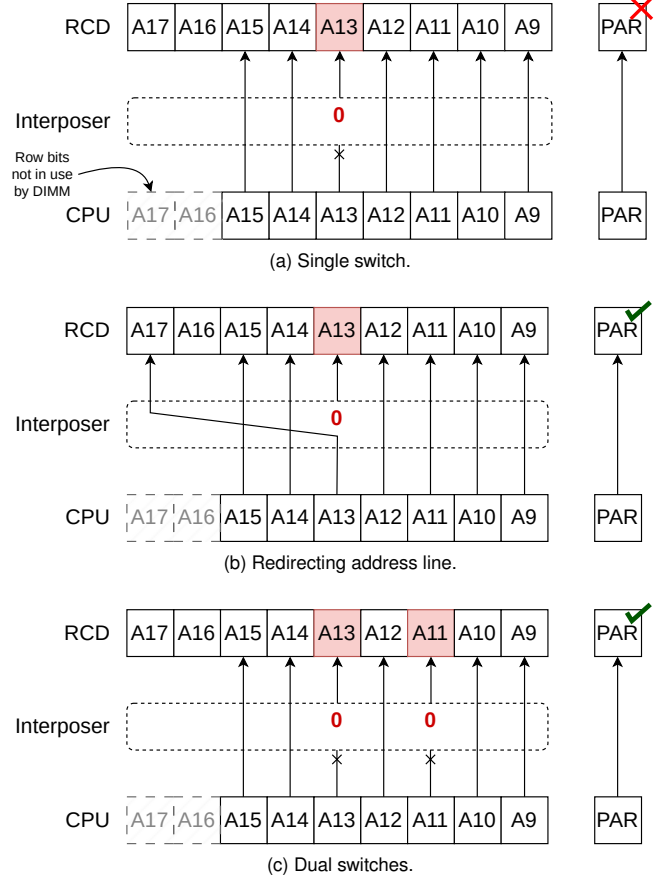 RCD A17 A16 A15 A14 A13 A12 A11 A10 A9 PAR
Interposer 0
Row bits
not in use
by DIMM
CPU A17 A16 A15 A14 A13 A12 A11 A10 A9 PAR
(a) Single switch.
RCD A17 A16 A15 A14 A13 A12 A11 A10 A9 PAR
Interposer 0
CPU A17 A16 A15 A14 A13 A12 A11 A10 A9 PAR
(b) Redirecting address line.
RCD A17 A16 A15 A14 A13 A12 A11 A10 A9 PAR
Interposer 0 0
CPU A17 A16 A15 A14 A13 A12 A11 A10 A9 PAR
(c) Dual switches.